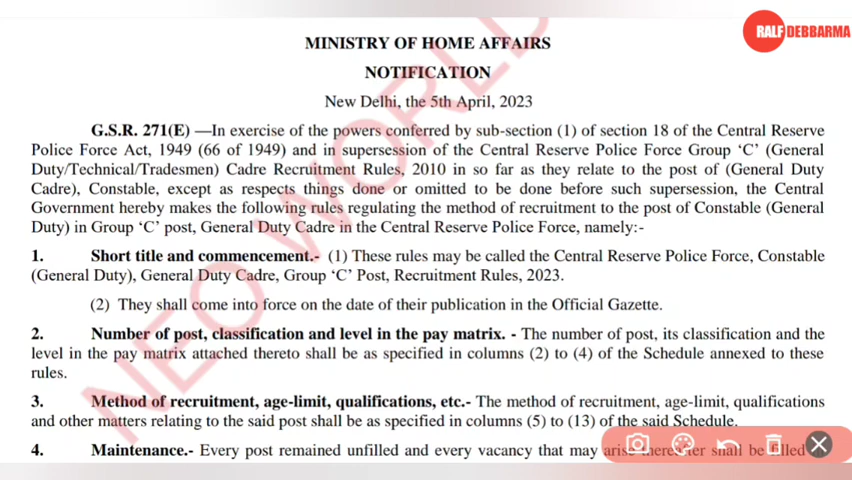 RALF DEBBARMA
MINISTRY OF HOME AFFAIRS
NOTIFICATION
New Delhi, the 5th April, 2023
G.S.R. 271(E) —In exercise of the powers conferred by sub-section (1) of section 18 of the Central Reserve
Police Force Act, 1949 (66 of 1949) and in supersession of the Central Reserve Police Force Group ‘C’ (General
Duty/Technical/Tradesmen) Cadre Recruitment Rules, 2010 in so far as they relate to the post of (General Duty
Cadre), Constable, except as respects things done or omitted to be done before such supersession, the Central
Government hereby makes the following rules regulating the method of recruitment to the post of Constable (General
Duty) in Group ‘C’ post, General Duty Cadre in the Central Reserve Police Force, namely:-
1. Short title and commencement.- (1) These rules may be called the Central Reserve Police Force, Constable
(General Duty), General Duty Cadre, Group ‘C’ Post, Recruitment Rules, 2023.
(2) They shall come into force on the date of their publication in the Official Gazette.
2. Number of post, classification and level in the pay matrix. - The number of post, its classification and the
level in the pay matrix attached thereto shall be as specified in columns (2) to (4) of the Schedule annexed to these
rules.
3. Method of recruitment, age-limit, qualifications, etc.- The method of recruitment, age-limit, qualifications
and other matters relating to the said post shall be as specified in columns (5) to (13) of the said Schedule.
4. Maintenance.- Every post remained unfilled and every vacancy that may arise thereafter shall be filled
NEO WORLD